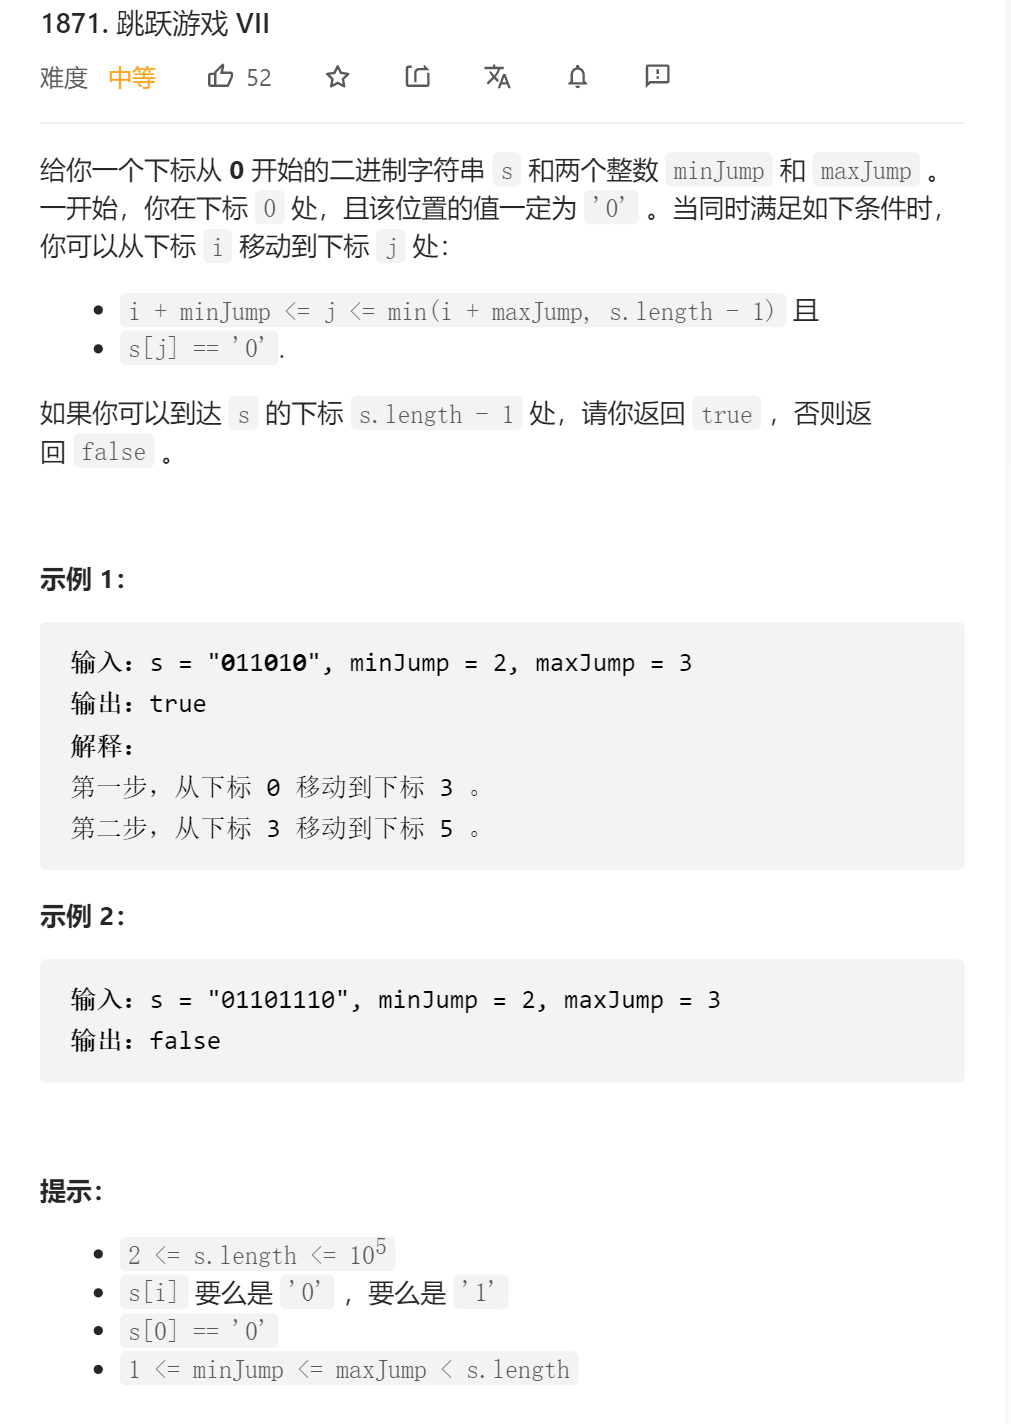 1871. 跳跃游戏 VII
难度 中等 52
给你一个下标从 0 开始的二进制字符串 s 和两个整数 minJump 和 maxJump 。
一开始，你在下标 0 处，且该位置的值一定为 '0' 。当同时满足如下条件时，
你可以从下标 i 移动到下标 j 处：
• i + minJump <= j <= min(i + maxJump, s.length - 1) 且
• s[j] == '0'.
如果你可以到达 s 的下标 s.length - 1 处，请你返回 true ，否则返
回 false 。
示例 1：
输入：s = "011010", minJump = 2, maxJump = 3
输出：true
解释：
第一步，从下标 0 移动到下标 3 。
第二步，从下标 3 移动到下标 5 。
示例 2：
输入：s = "01101110", minJump = 2, maxJump = 3
输出：false
提示：
• 2 <= s.length <= 10⁵
• s[i] 要么是 '0' ，要么是 '1'
• s[0] == '0'
• 1 <= minJump <= maxJump < s.length